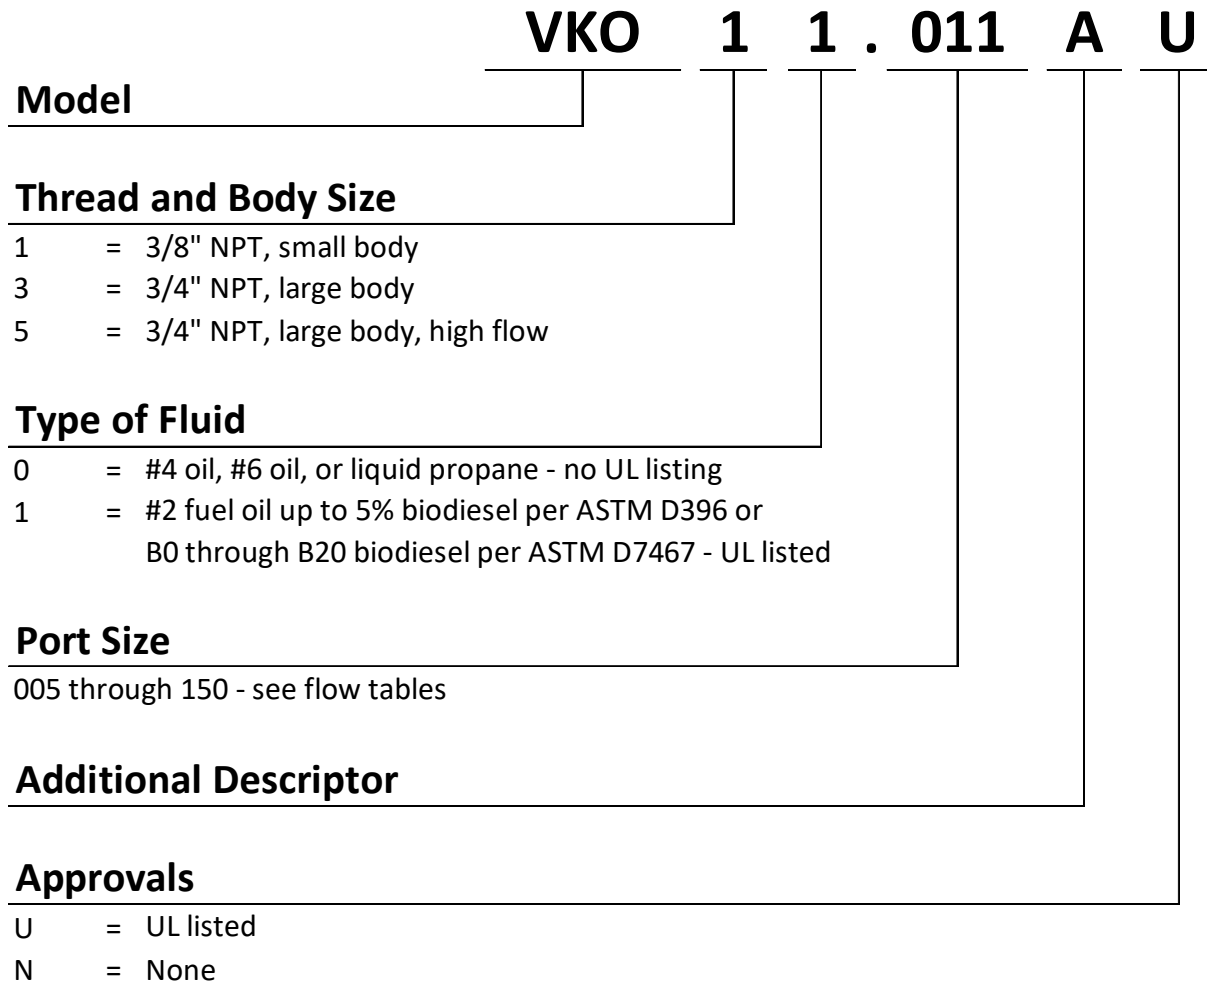 VKO 1 1 . 011 A U
Model
Thread and Body Size
1 = 3/8" NPT, small body
3 = 3/4" NPT, large body
5 = 3/4" NPT, large body, high flow
Type of Fluid
0 = #4 oil, #6 oil, or liquid propane - no UL listing
1 = #2 fuel oil up to 5% biodiesel per ASTM D396 or
B0 through B20 biodiesel per ASTM D7467 - UL listed
Port Size
005 through 150 - see flow tables
Additional Descriptor
Approvals
U = UL listed
N = None